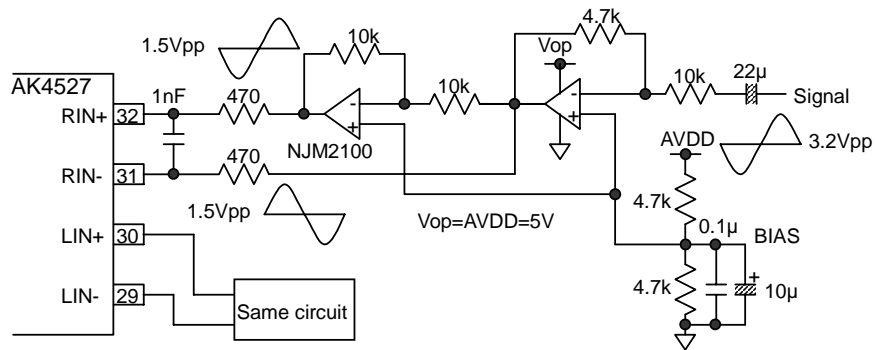 4.7k
10k
Vop
1.5Vpp
AK4527
1nF
470
10k
10k
22µ
Signal
RIN+
32
-
+
-
+
NJM2100
AVDD
3.2Vpp
470
RIN-
31
4.7k
1.5Vpp
Vop=AVDD=5V
0.1µ
BIAS
LIN+
30
4.7k
+
10µ
LIN-
29
Same circuit